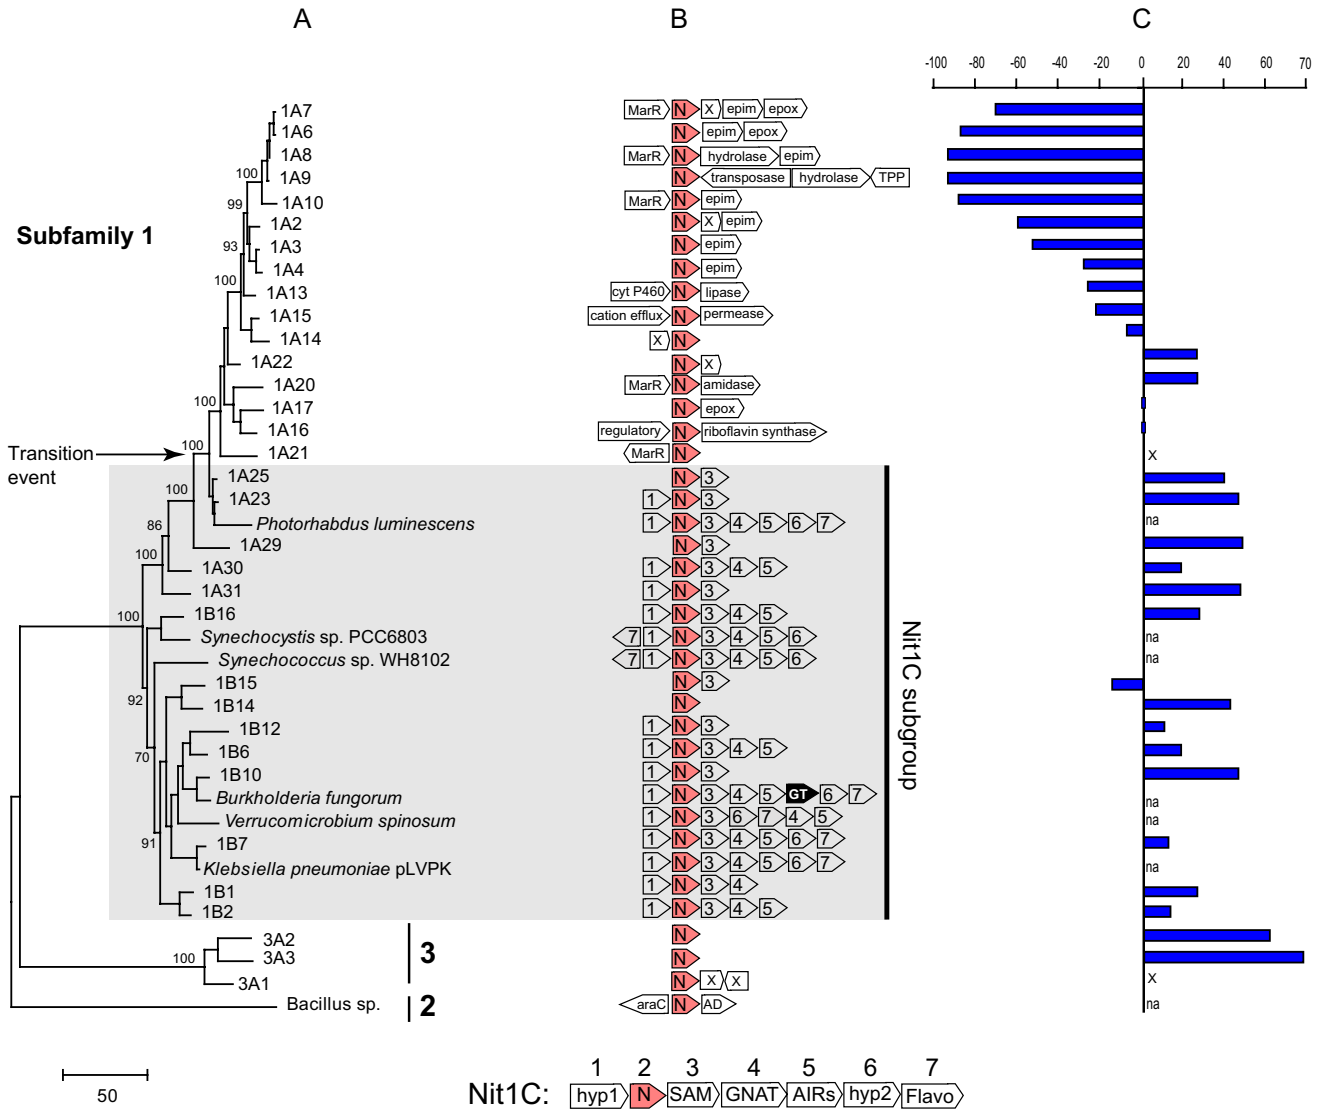 A B C
-100 -80 -60 -40 -20 0 20 40 60 70
1A7 MarR N X epim epox
1A6 N epim epox
1A8 MarR N hydrolase epim
1A9 N transposase hydrolase TPP
100
1A10 MarR N epim
99
1A2 N X epim
Subfamily 1
1A3 N epim
93
1A4 N epim
100
1A13 cyt P460 N lipase
1A15 cation efflux N permease
1A14 X N
1A22 N X
1A20 MarR N amidase
100
1A17 N epox
1A16 regulatory N riboflavin synthase
100
Transition event
1A21 MarR N X
1A25 N 3
100
1A23 1 N 3
Photorhabdus luminescens 1 N 3 4 5 6 7 na
86
1A29 N 3
100
1A30 1 N 3 4 5
1A31 1 N 3
100
1B16 1 N 3 4 5
Synechocystis sp. PCC6803 7 1 N 3 4 5 6 na
Synechococcus sp. WH8102 7 1 N 3 4 5 6 na
1B15 N 3
92
1B14 N
1B12 1 N 3
70
1B6 1 N 3 4 5
1B10 1 N 3
Burkholderia fungorum 1 N 3 4 5 GT 6 7 na
Verrucomicrobium spinosum 1 N 3 6 7 4 5 na
91
1B7 1 N 3 4 5 6 7
Klebsiella pneumoniae pLVPK 1 N 3 4 5 6 7 na
1B1 1 N 3 4
1B2 1 N 3 4 5
Nit1C subgroup
3A2 N
100
3A3 N
3
3A1 N X X X
Bacillus sp. 2 araC N AD na
50
1 2 3 4 5 6 7
Nit1C: hyp1 N SAM GNAT AIRs hyp2 Flavo